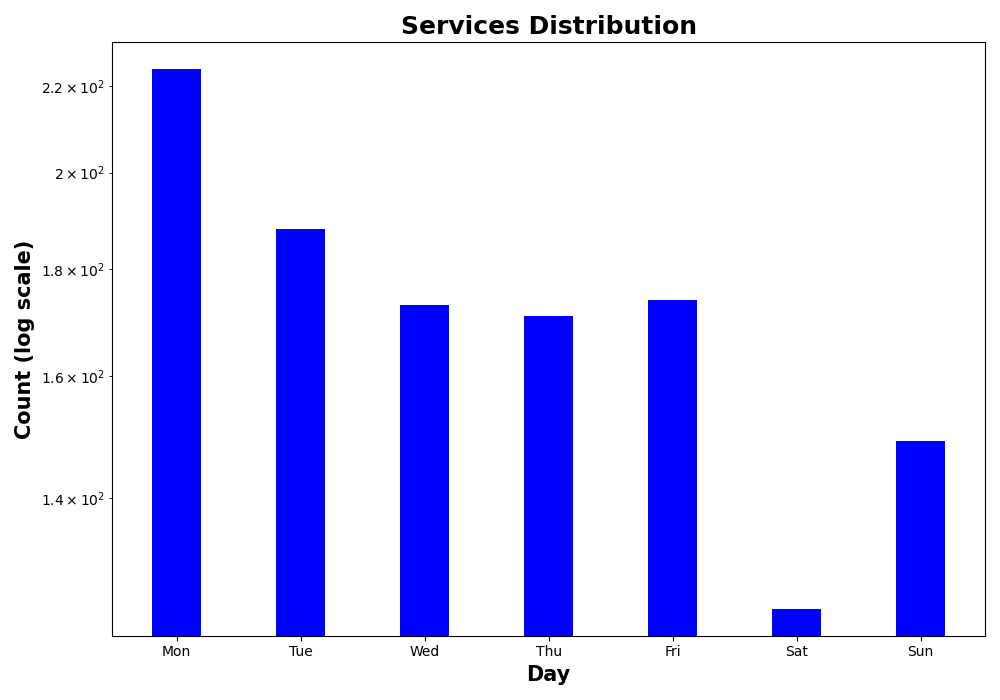 Services Distribution
Count (log scale)
2.2 × 10²
2 × 10²
1.8 × 10²
1.6 × 10²
1.4 × 10²
Mon Tue Wed Thu Fri Sat Sun
Day